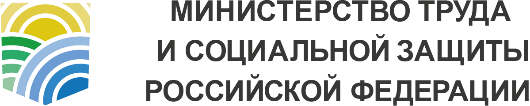 МИНИСТЕРСТВО ТРУДА
И СОЦИАЛЬНОЙ ЗАЩИТЫ
РОССИЙСКОЙ ФЕДЕРАЦИИ